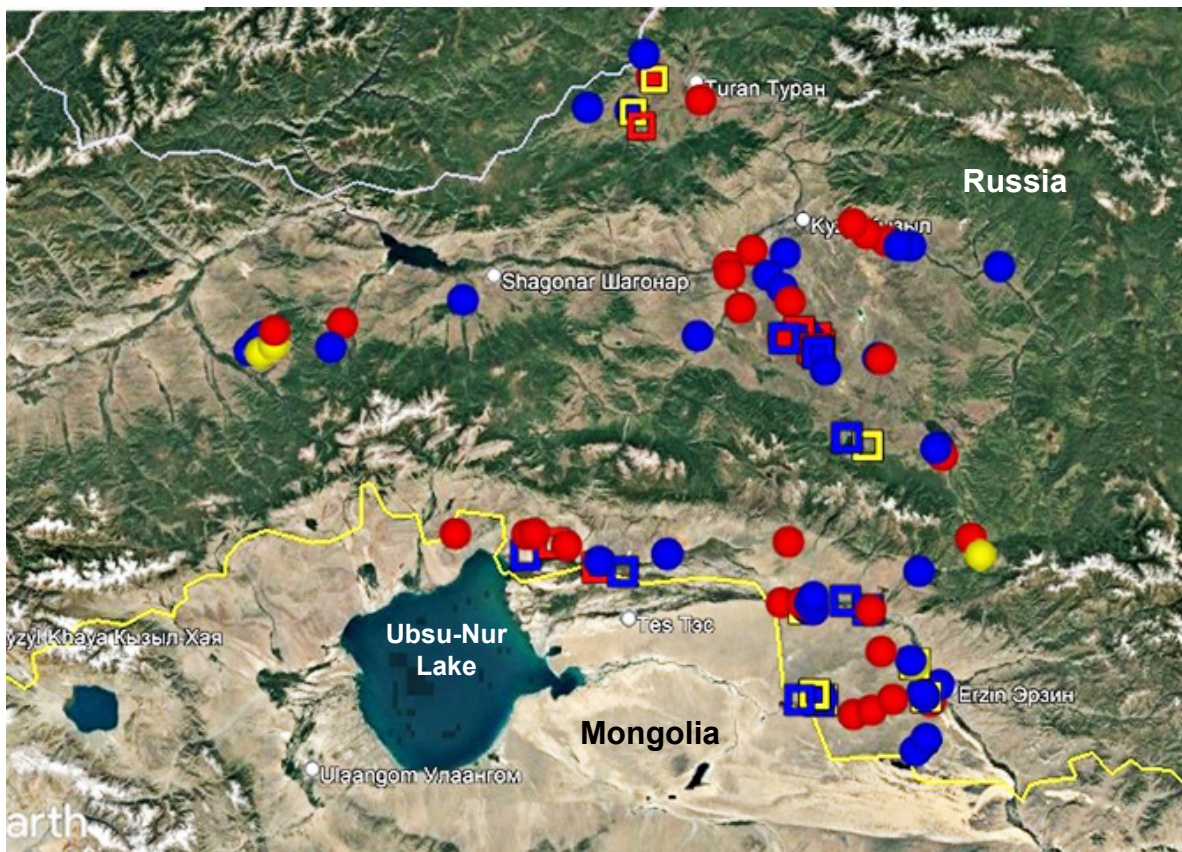 Turan Туран
Russia
Кызыл
Shagonar Шагонар
Ubsu-Nur
Lake
Tes Тэс
Khaya Кызыл-Хая
Erzin Эрзин
Mongolia
Ulaangom Улаангом
arth